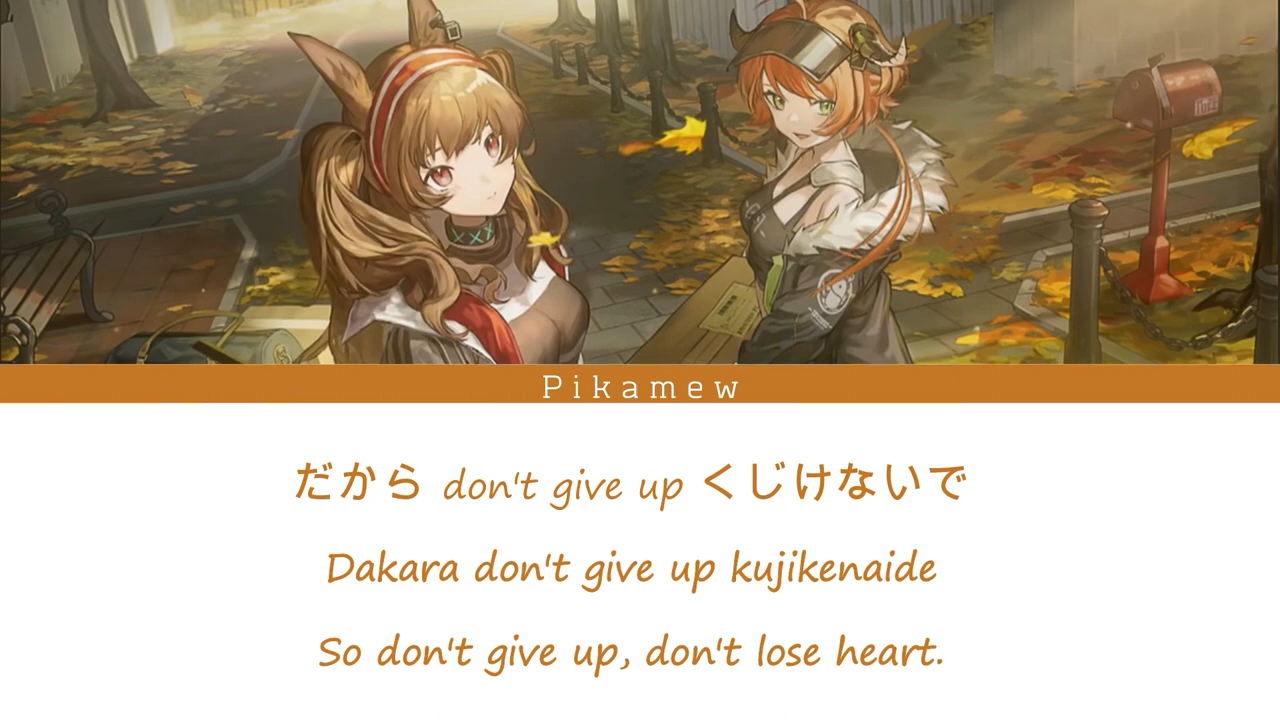 Pikamew
だから don't give up くじけないで
Dakara don't give up kujikenaide
So don't give up, don't lose heart.